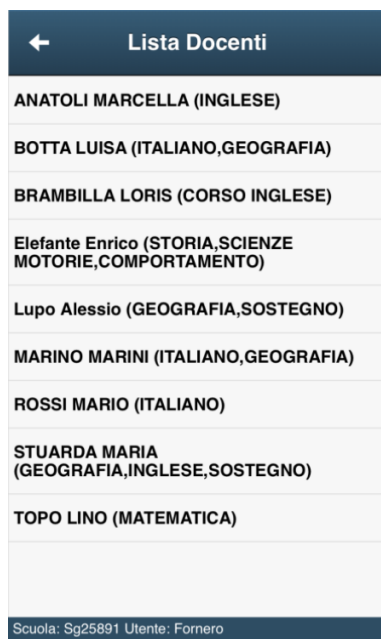 Lista Docenti
ANATOLI MARCELLA (INGLESE)
BOTTA LUISA (ITALIANO,GEOGRAFIA)
BRAMBILLA LORIS (CORSO INGLESE)
Elefante Enrico (STORIA,SCIENZE
MOTORIE,COMPORTAMENTO)
Lupo Alessio (GEOGRAFIA,SOSTEGNO)
MARINO MARINI (ITALIANO,GEOGRAFIA)
ROSSI MARIO (ITALIANO)
STUARDA MARIA
(GEOGRAFIA,INGLESE,SOSTEGNO)
TOPO LINO (MATEMATICA)
Scuola: Sg25891 Utente: Fornero